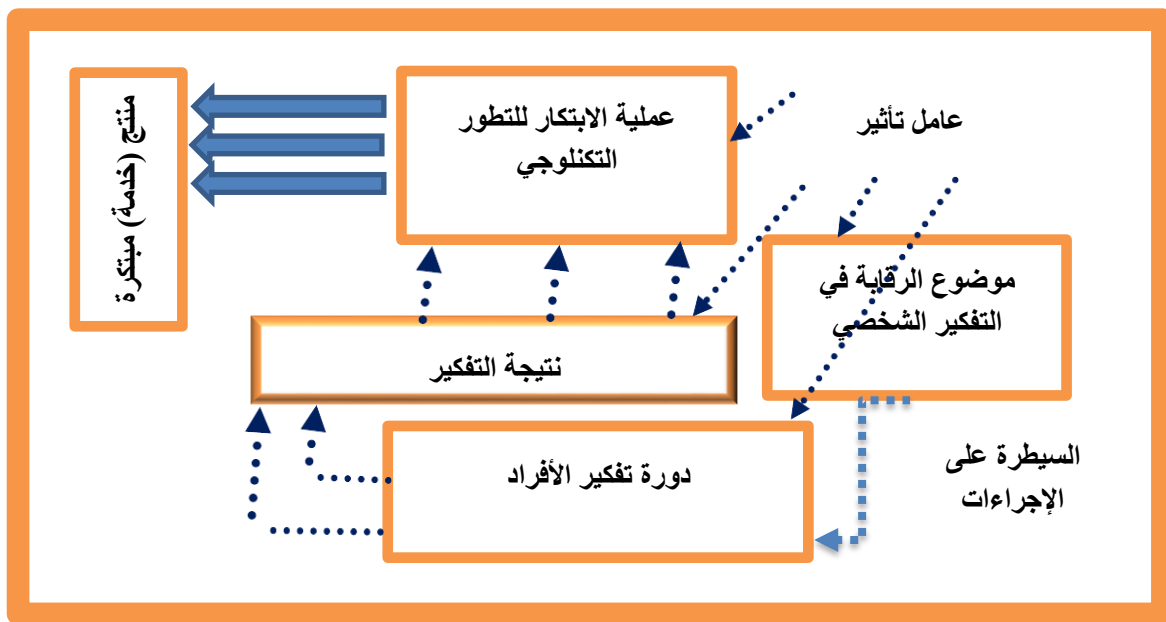 عامل تأثير
عملية الابتكار للتطور
التكنلوجي
منتج (خدمة) مبتكرة
موضوع الرقابة في
التفكير الشخصي
نتيجة التفكير
السيطرة على
الإجراءات
دورة تفكير الأفراد